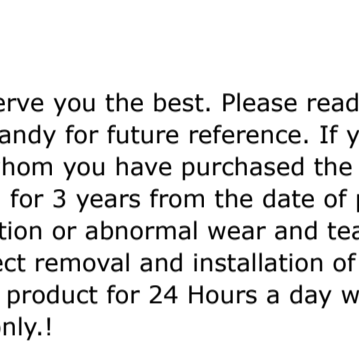 erve you the best. Please read
andy for future reference. If y
hom you have purchased the
for 3 years from the date of
tion or abnormal wear and tea
ect removal and installation of
product for 24 Hours a day w
nly.!